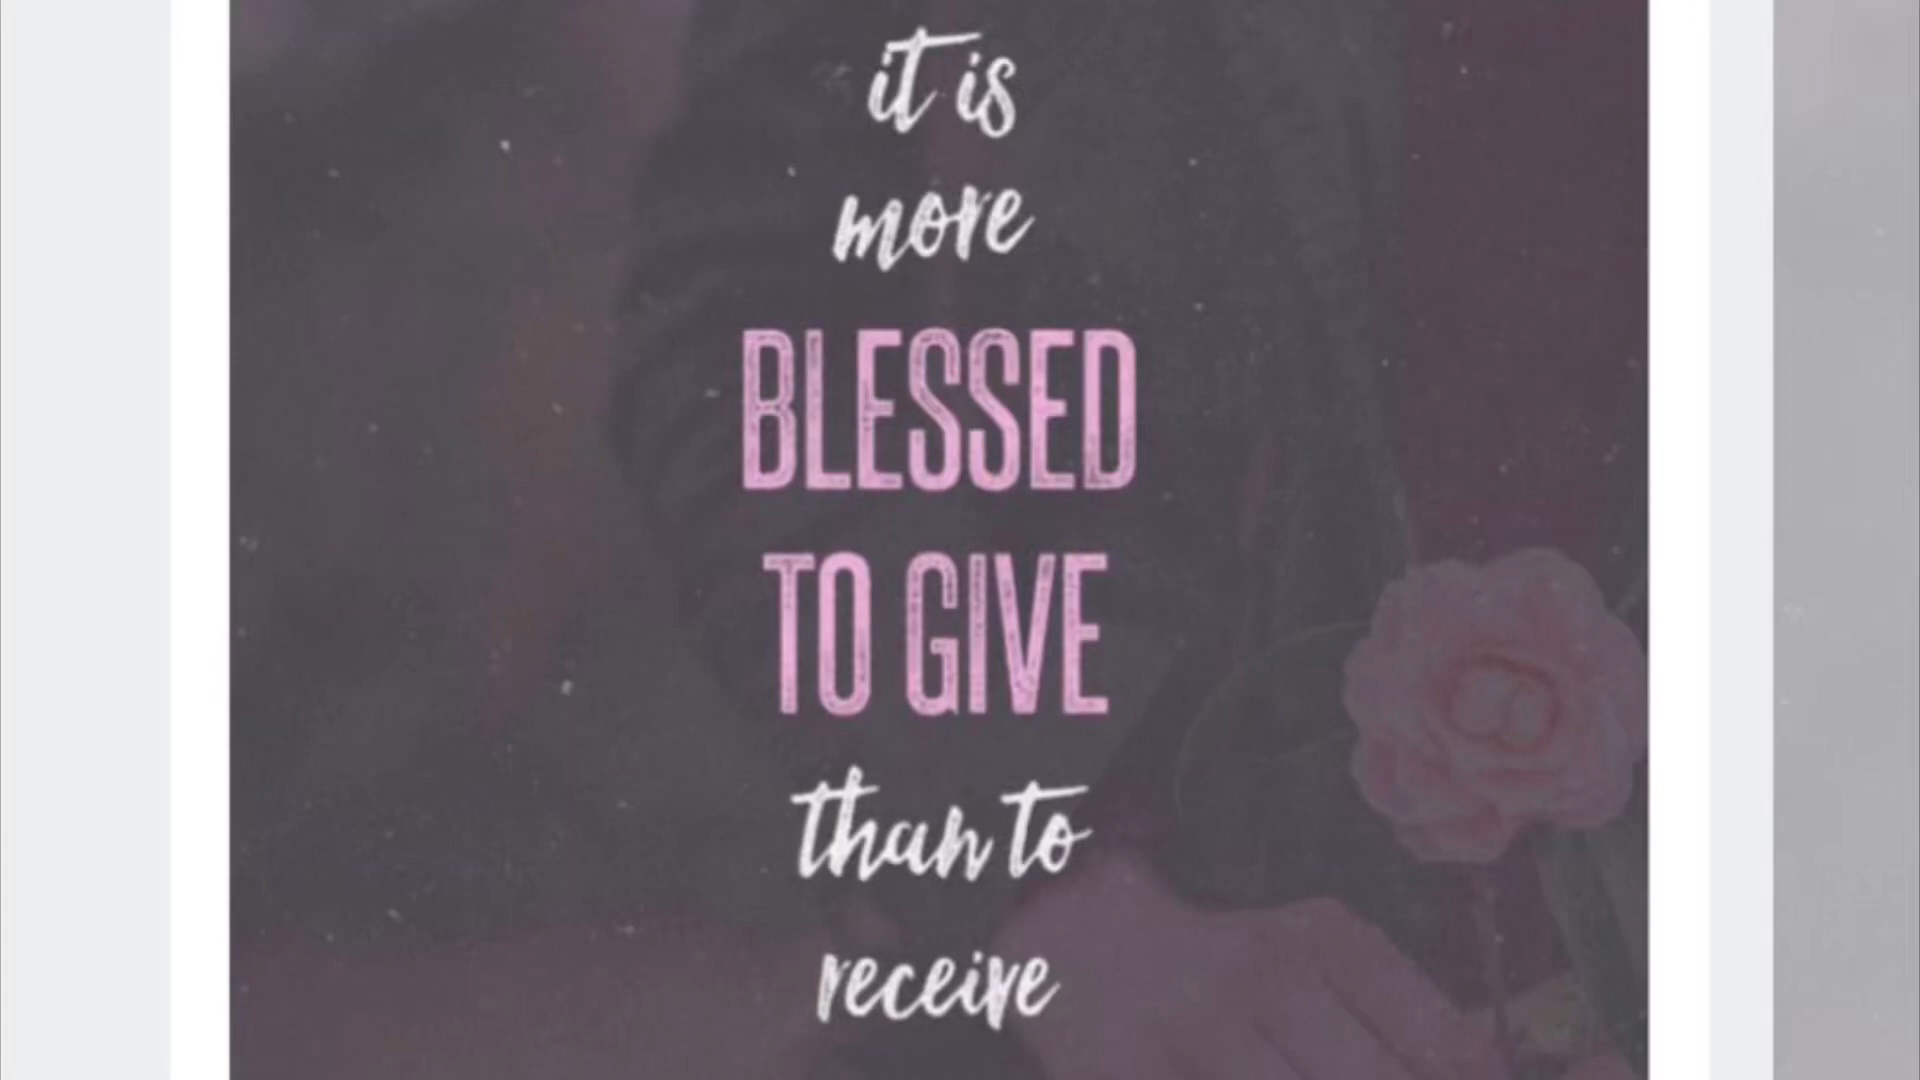 it is
more
BLESSED
TO GIVE
than to
receive